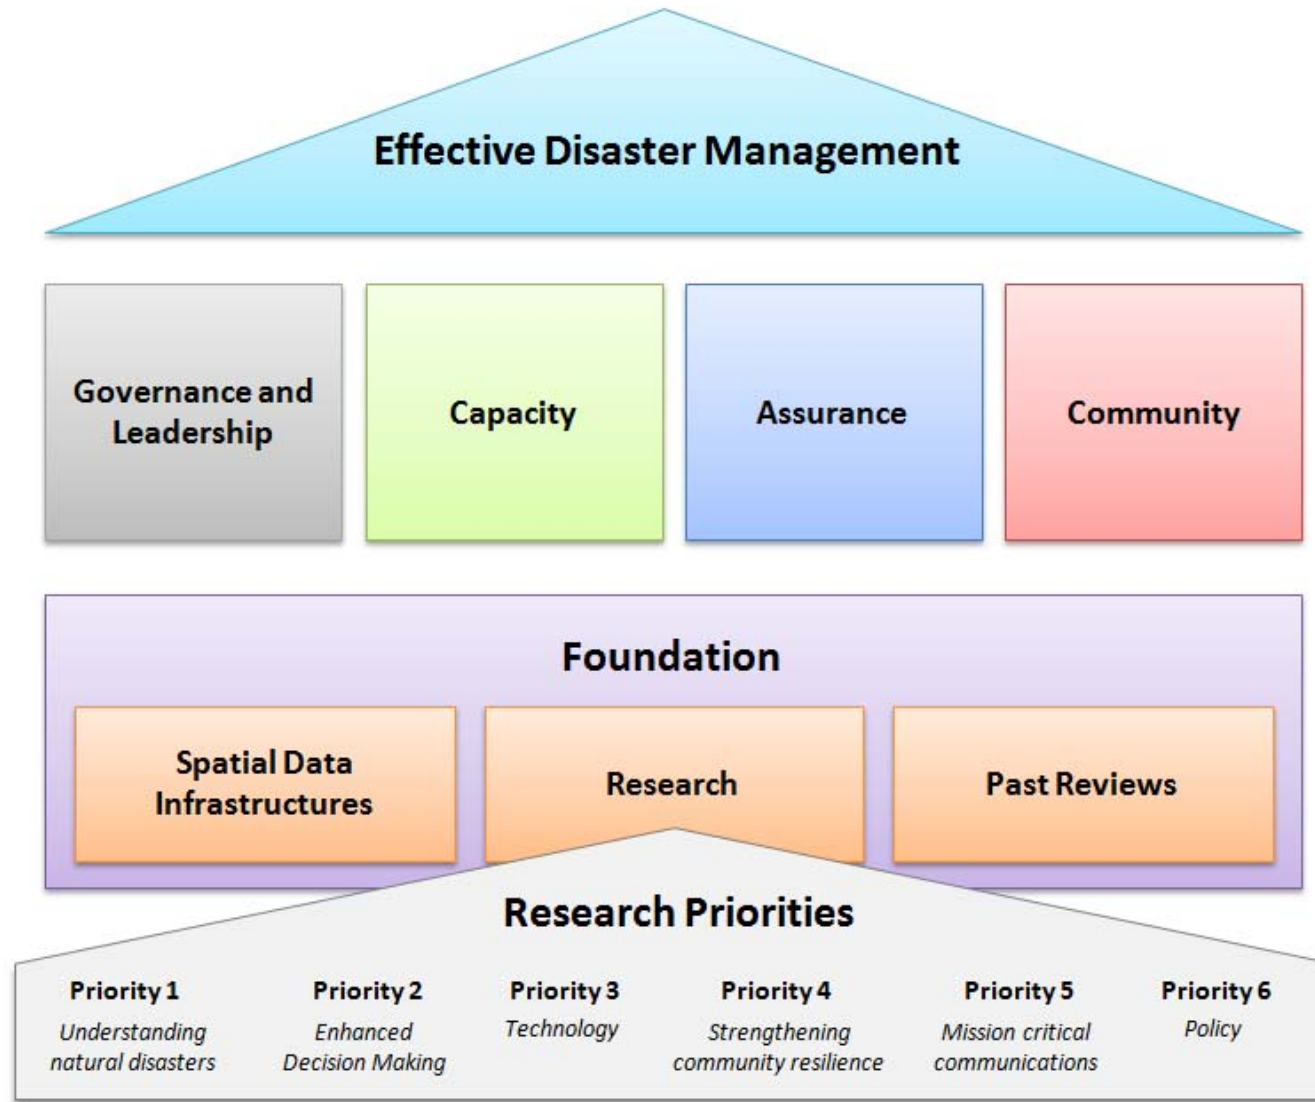 Effective Disaster Management
Governance and
Leadership
Capacity
Assurance
Community
Foundation
Spatial Data
Infrastructures
Research
Past Reviews
Research Priorities
Priority 1
Understanding
natural disasters
Priority 2
Enhanced
Decision Making
Priority 3
Technology
Priority 4
Strengthening
community resilience
Priority 5
Mission critical
communications
Priority 6
Policy